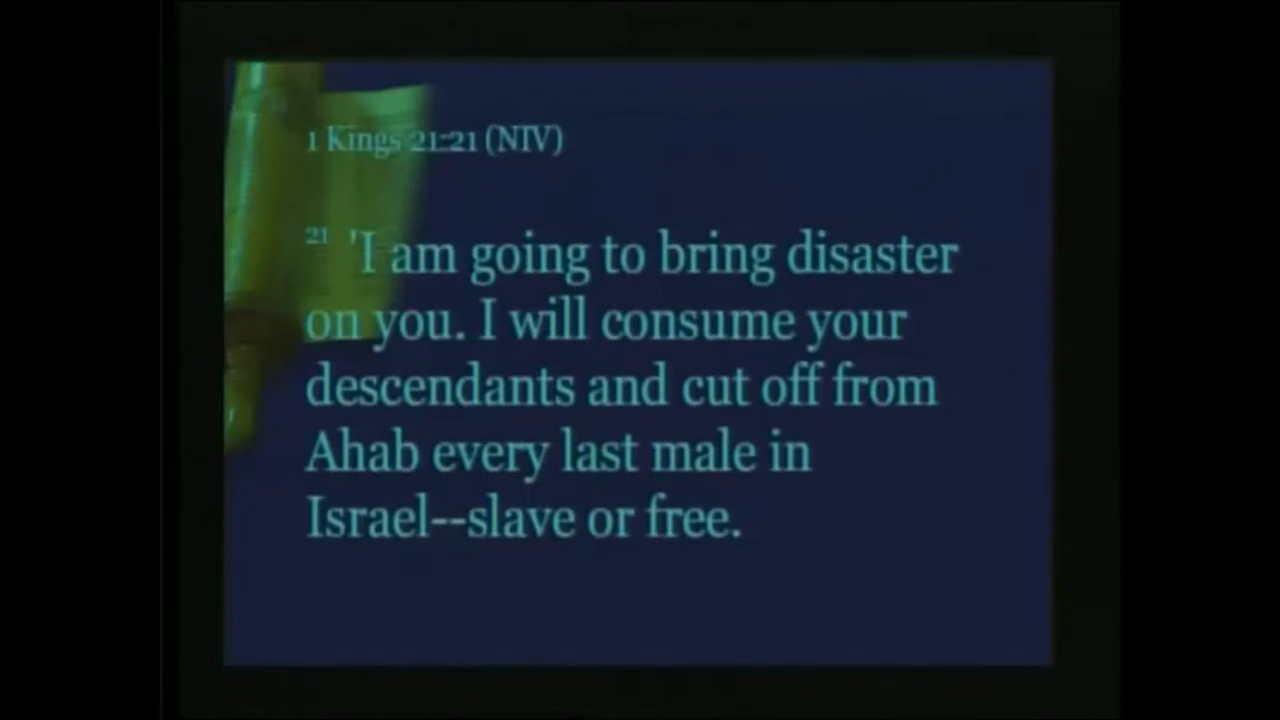 1 Kings 21:21 (NIV)
21 'I am going to bring disaster
on you. I will consume your
descendants and cut off from
Ahab every last male in
Israel--slave or free.